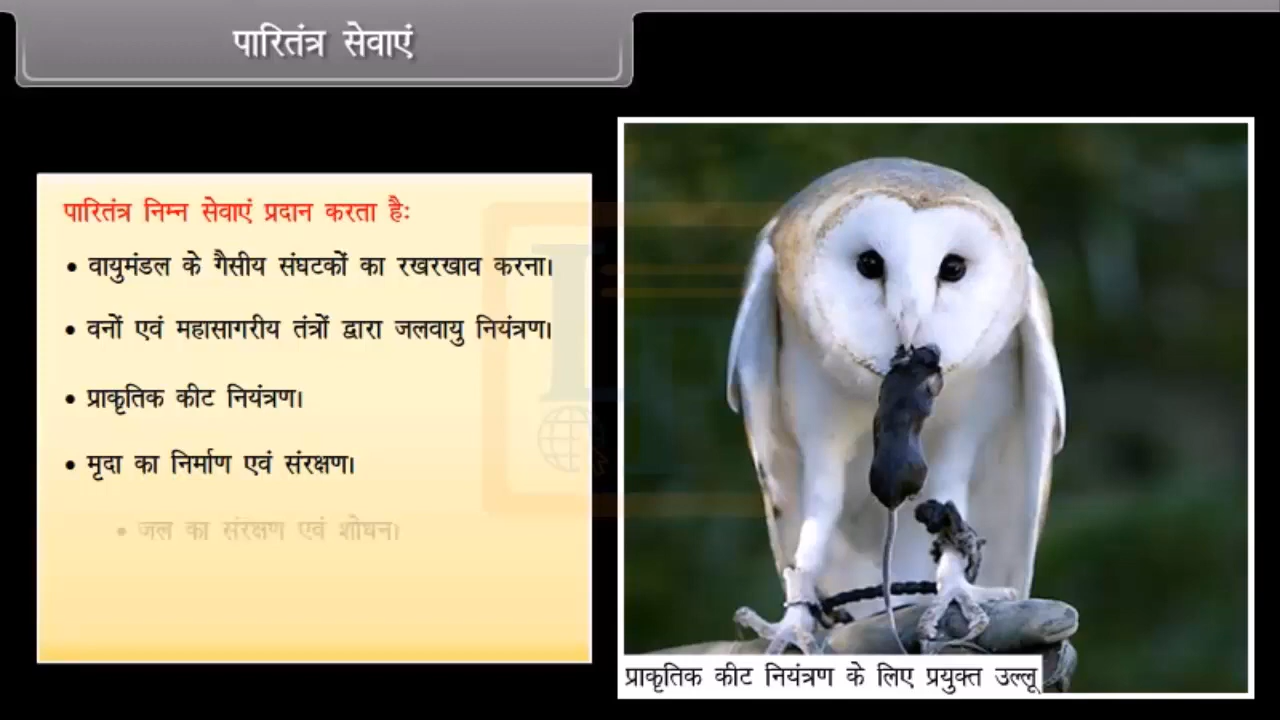 पारितंत्र सेवाएं
पारितंत्र निम्न सेवाएं प्रदान करता हैः
• वायुमंडल के गैसीय संघटकों का रखरखाव करना।
• वनों एवं महासागरीय तंत्रों द्वारा जलवायु नियंत्रण।
• प्राकृतिक कीट नियंत्रण।
• मृदा का निर्माण एवं संरक्षण।
• जल का संरक्षण एवं शोधन।
प्राकृतिक कीट नियंत्रण के लिए प्रयुक्त उल्लू